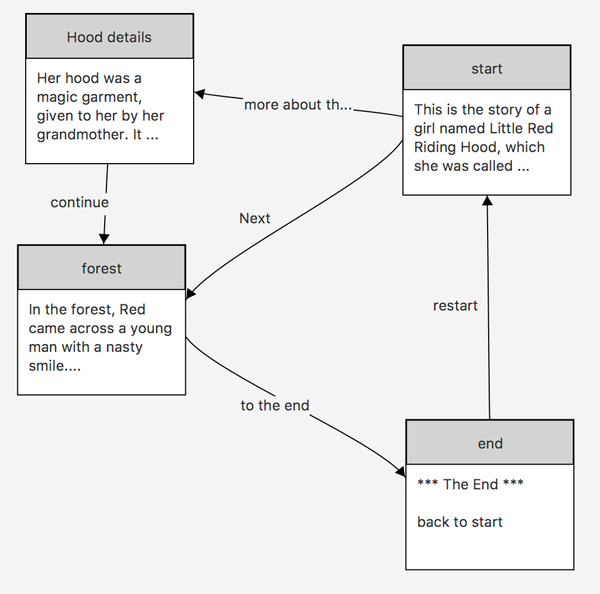 Hood details
Her hood was a
magic garment,
given to her by her
grandmother. It ...
start
This is the story of a
girl named Little Red
Riding Hood, which
she was called ...
more about th...
continue
Next
forest
In the forest, Red
came across a young
man with a nasty
smile....
restart
to the end
end
*** The End ***
back to start